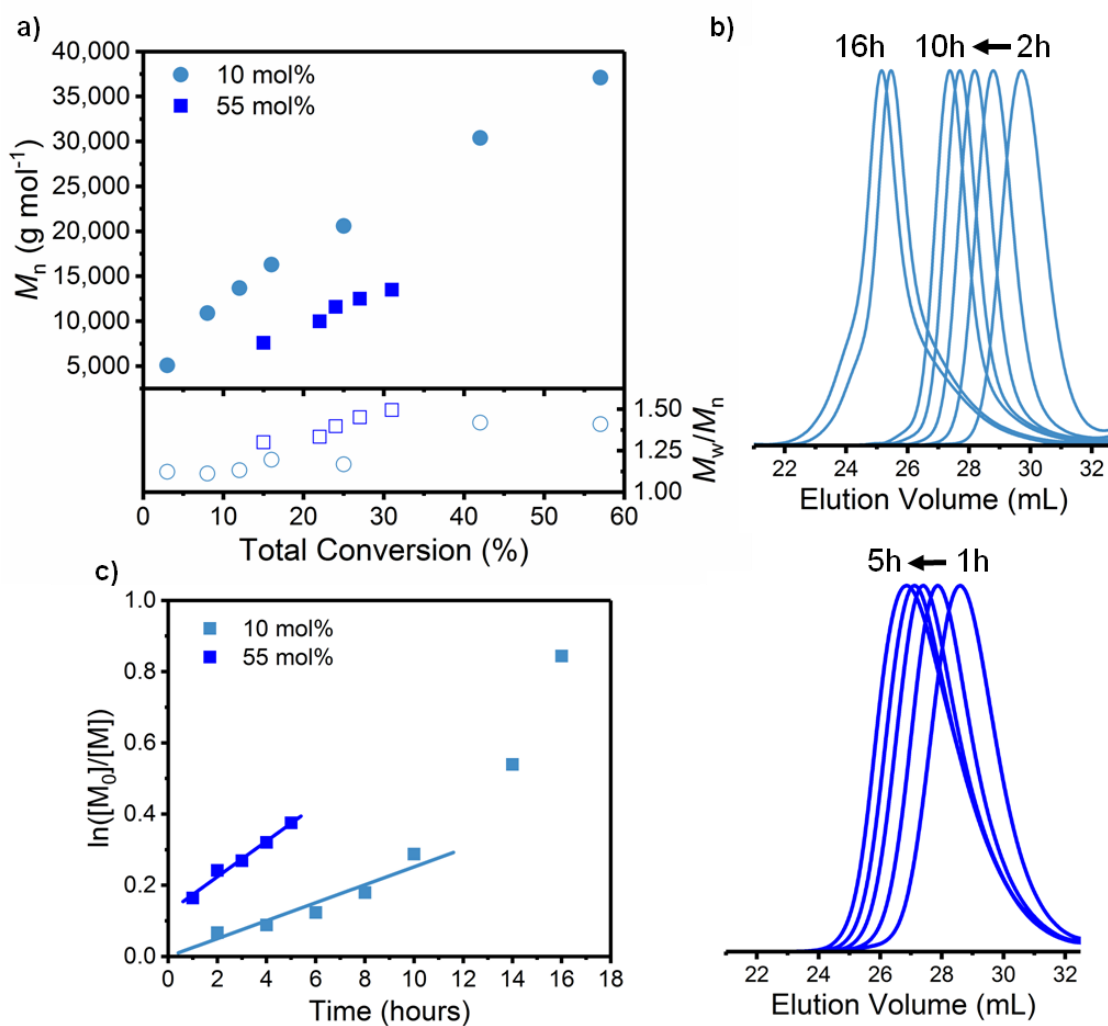 a)
40,000
35,000
30,000
25,000
20,000
15,000
10,000
5,000
Mn (g mol⁻¹)
10 mol%
55 mol%
1.50
1.25
1.00
Mw/Mn
0 10 20 30 40 50 60
Total Conversion (%)
b)
16h 10h 2h
22 24 26 28 30 32
Elution Volume (mL)
5h 1h
22 24 26 28 30 32
Elution Volume (mL)
c)
1.0
0.8
0.6
0.4
0.2
0.0
ln([M₀]/[M])
10 mol%
55 mol%
0 2 4 6 8 10 12 14 16 18
Time (hours)